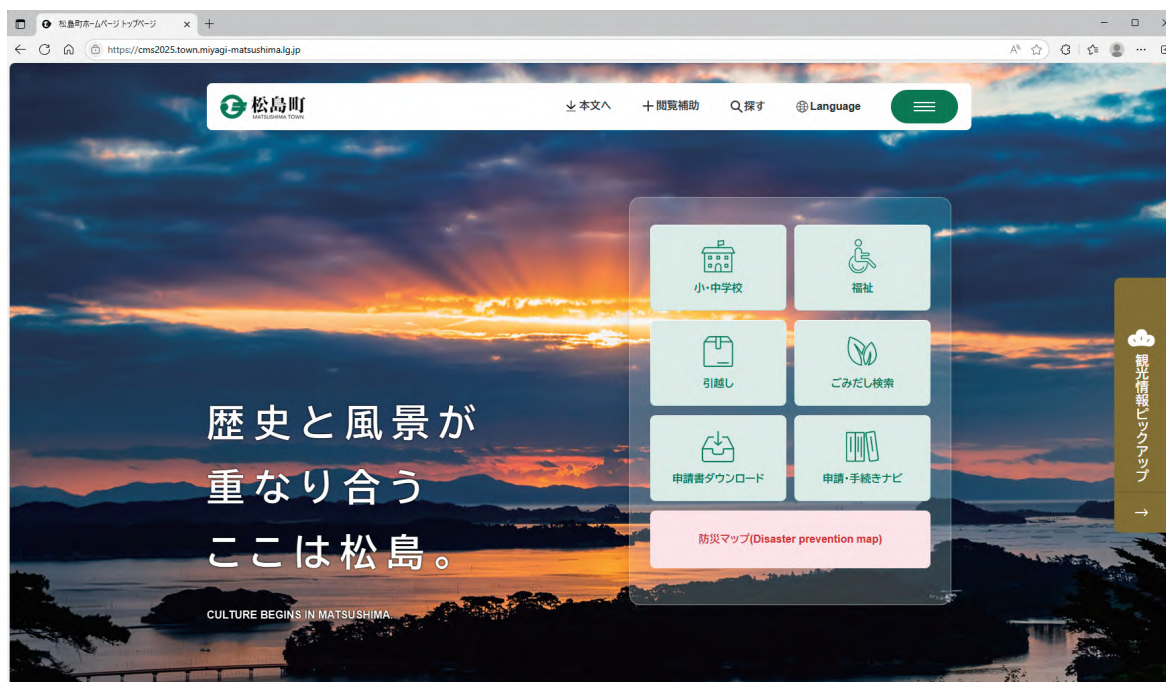 松島町ホームページ トップページ
https://cms2025.town.miyagi-matsushima.lg.jp
松島町
MATSUSHIMA TOWN
本文へ
閲覧補助
探す
Language
小・中学校
福祉
引越し
ごみだし検索
申請書ダウンロード
申請・手続きナビ
防災マップ(Disaster prevention map)
歴史と風景が
重なり合う
ここは松島。
CULTURE BEGINS IN MATSUSHIMA.
観光情報ピックアップ